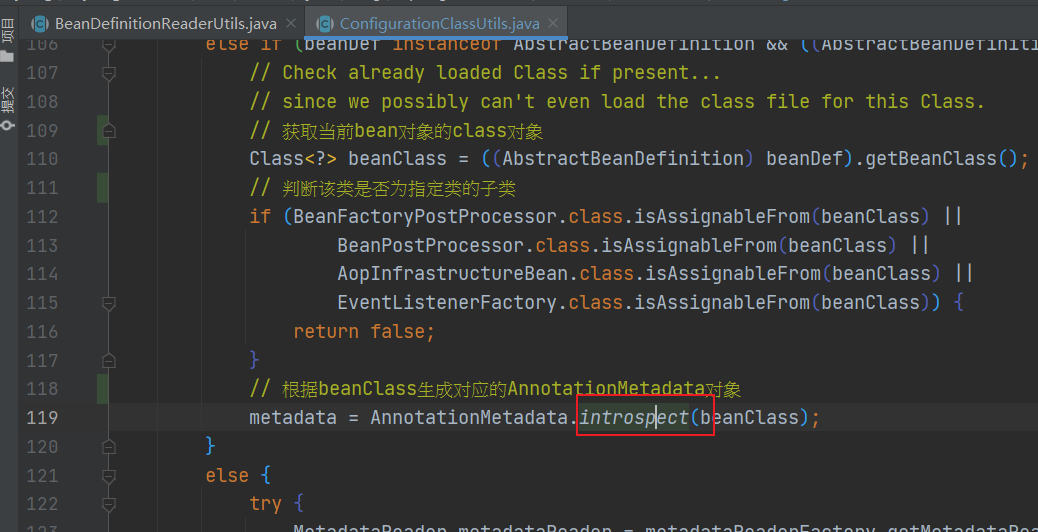 BeanDefinitionReaderUtils.java
ConfigurationClassUtils.java
项目
提交
106 else if (beanDef instanceof AbstractBeanDefinition && ((AbstractBeanDefiniti
107 // Check already loaded Class if present...
108 // since we possibly can't even load the class file for this Class.
109 // 获取当前bean对象的class对象
110 Class<?> beanClass = ((AbstractBeanDefinition) beanDef).getBeanClass();
111 // 判断该类是否为指定类的子类
112 if (BeanFactoryPostProcessor.class.isAssignableFrom(beanClass) ||
113 BeanPostProcessor.class.isAssignableFrom(beanClass) ||
114 AopInfrastructureBean.class.isAssignableFrom(beanClass) ||
115 EventListenerFactory.class.isAssignableFrom(beanClass)) {
116 return false;
117 }
118 // 根据beanClass生成对应的AnnotationMetadata对象
119 metadata = AnnotationMetadata.introspect(beanClass);
120 }
121 else {
122 try {
123 MetadataReader metadataReader = metadataReaderFactory.getMetadataRea